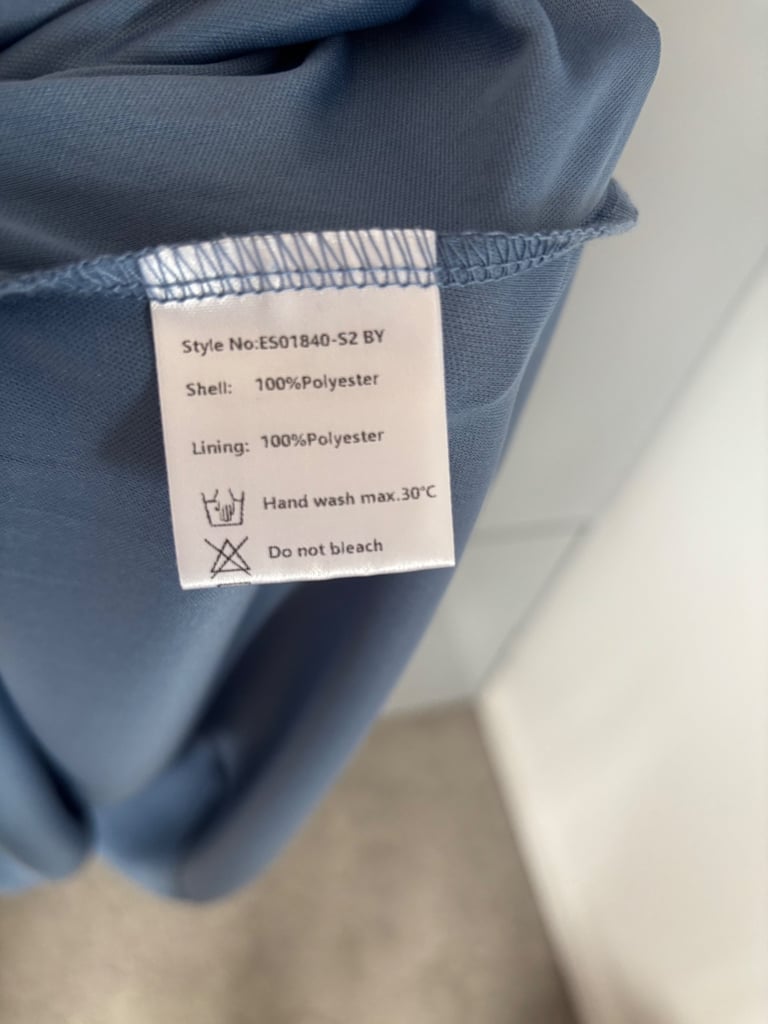 Style No:ES01840-S2 BY
Shell: 100%Polyester
Lining: 100%Polyester
Hand wash max.30°C
Do not bleach